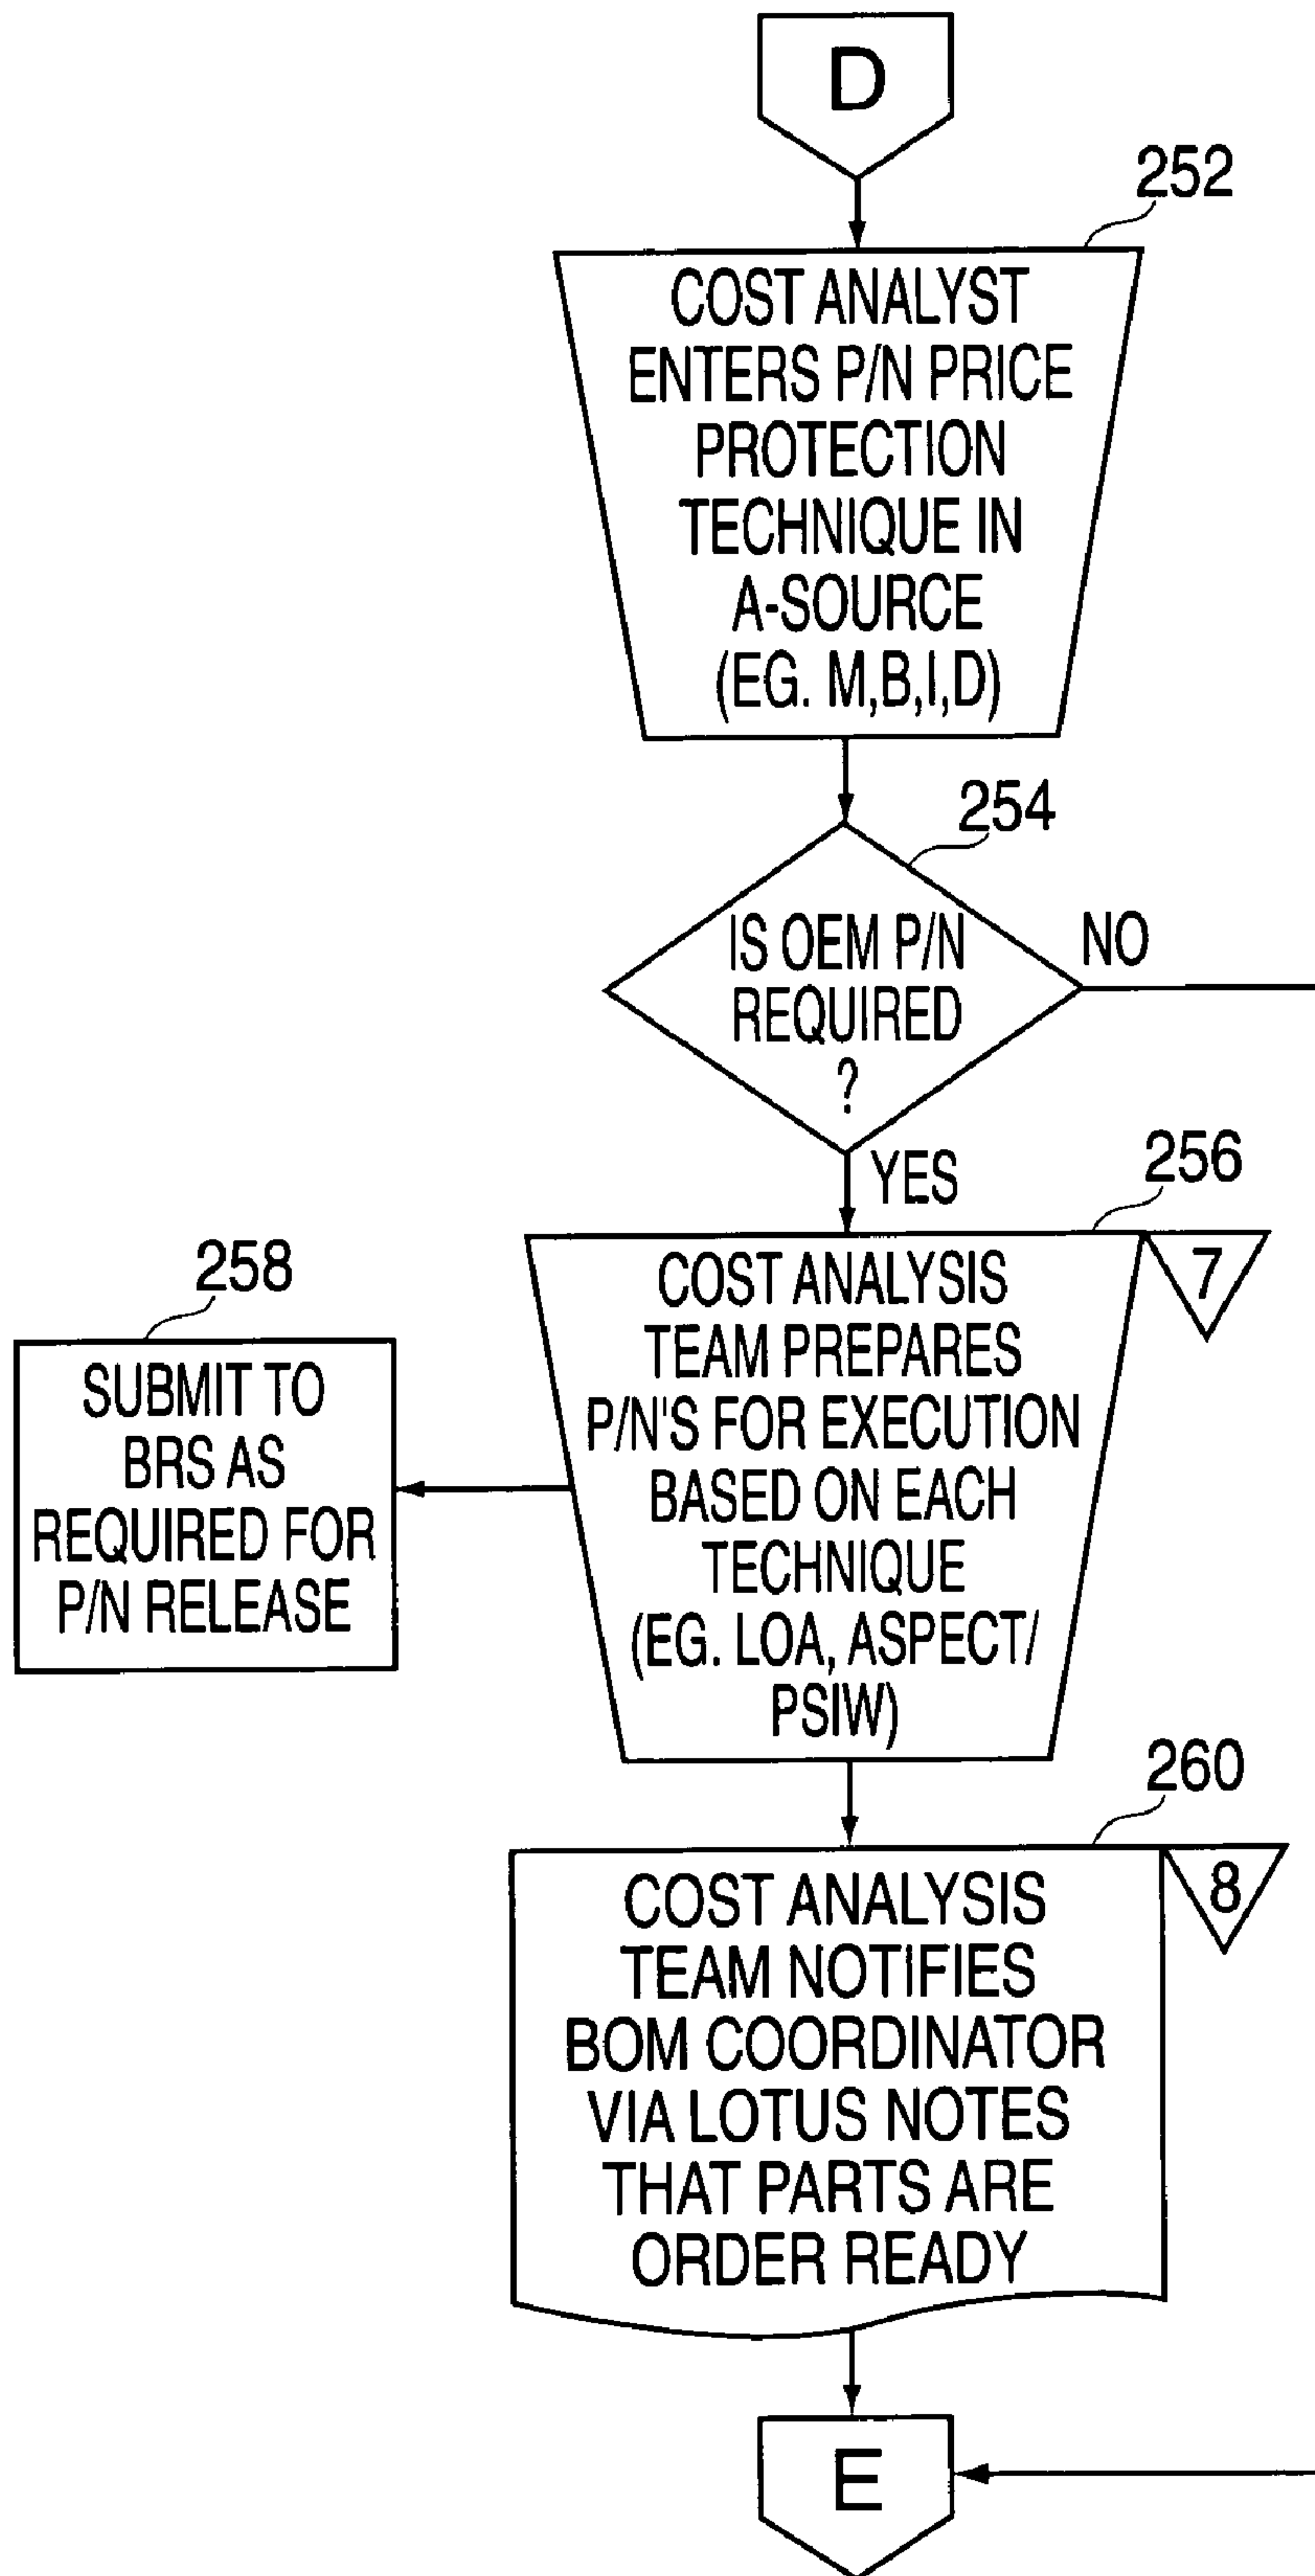 D
252
COST ANALYST
ENTERS P/N PRICE
PROTECTION
TECHNIQUE IN
A-SOURCE
(EG. M,B,I,D)
254
IS OEM P/N
REQUIRED
?
NO
YES
256
7
COST ANALYSIS
TEAM PREPARES
P/N'S FOR EXECUTION
BASED ON EACH
TECHNIQUE
(EG. LOA, ASPECT/
PSIW)
258
SUBMIT TO
BRS AS
REQUIRED FOR
P/N RELEASE
260
8
COST ANALYSIS
TEAM NOTIFIES
BOM COORDINATOR
VIA LOTUS NOTES
THAT PARTS ARE
ORDER READY
E